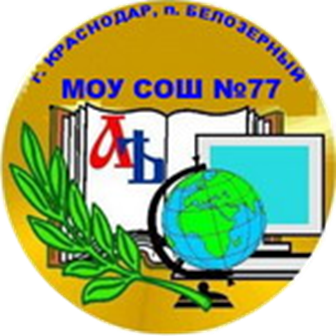 г. КРАСНОДАР, п. БЕЛОЗЕРНЫЙ
МОУ СОШ №77
АЪ